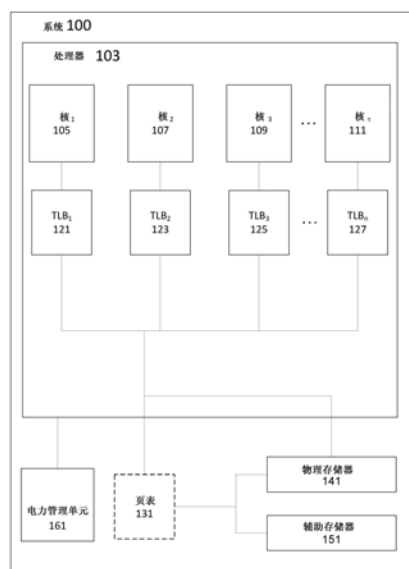 系统 100
处理器 103
核1
105
核2
107
核3
109
...
核n
111
TLB1
121
TLB2
123
TLB3
125
...
TLBn
127
电力管理单元
161
页表
131
物理存储器
141
辅助存储器
151